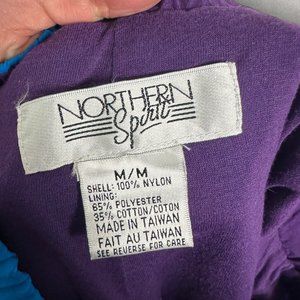 NORTHERN
Spirit
M/M
SHELL: 100% NYLON
LINING:
65% POLYESTER
35% COTTON/COTON
MADE IN TAIWAN
FAIT AU TAIWAN
SEE REVERSE FOR CARE